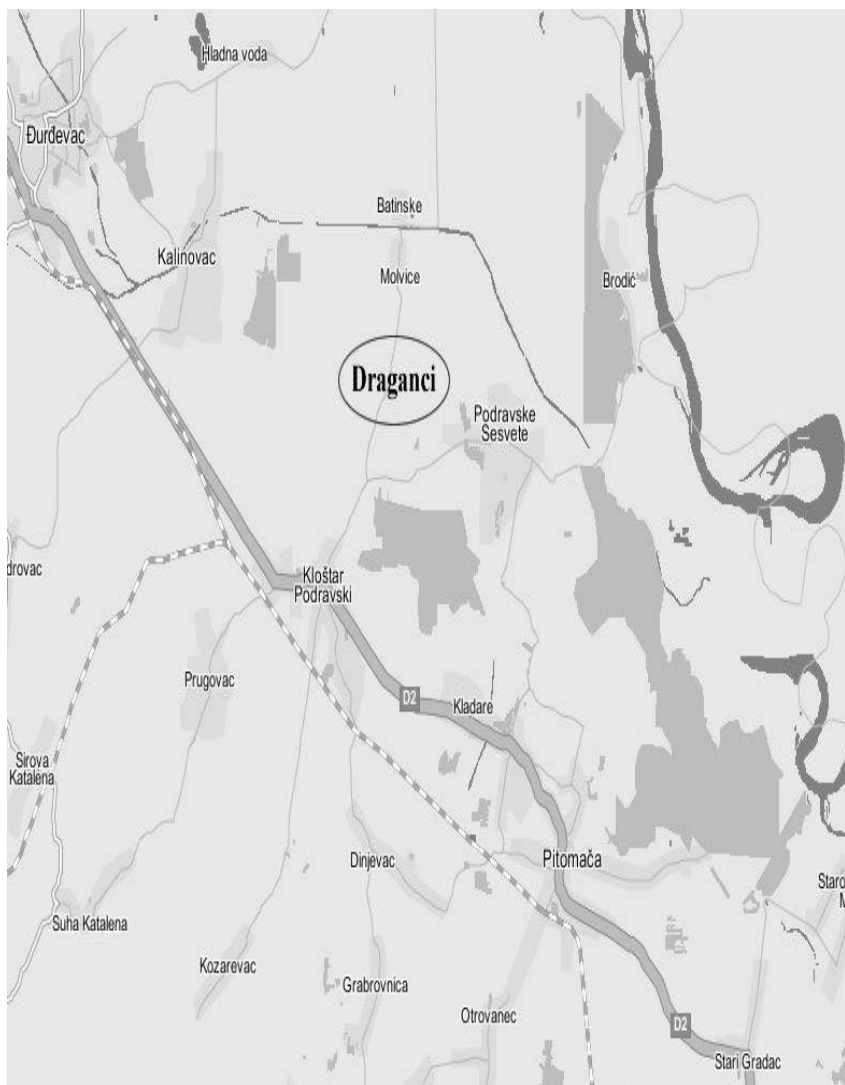 Hladna voda
Đurđevac
Batinske
Kalinovac
Molvice
Brodić
Draganci
Podravske
Sesvete
drovac
Kloštar
Podravski
Prugovac
D2
Kladare
Sirova
Katalena
Dinjevac
Pitomača
Staro
M
Suha Katalena
Kozarevac
Grabrovnica
Otrovanec
D2
Stari Gradac